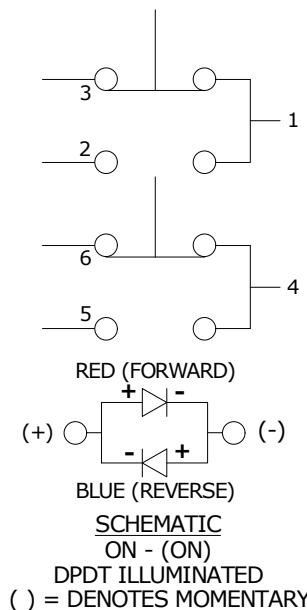 3
1
2
6
4
5
RED (FORWARD)
+ -
(+) (-)
- +
BLUE (REVERSE)
SCHEMATIC
ON - (ON)
DPDT ILLUMINATED
( ) = DENOTES MOMENTARY